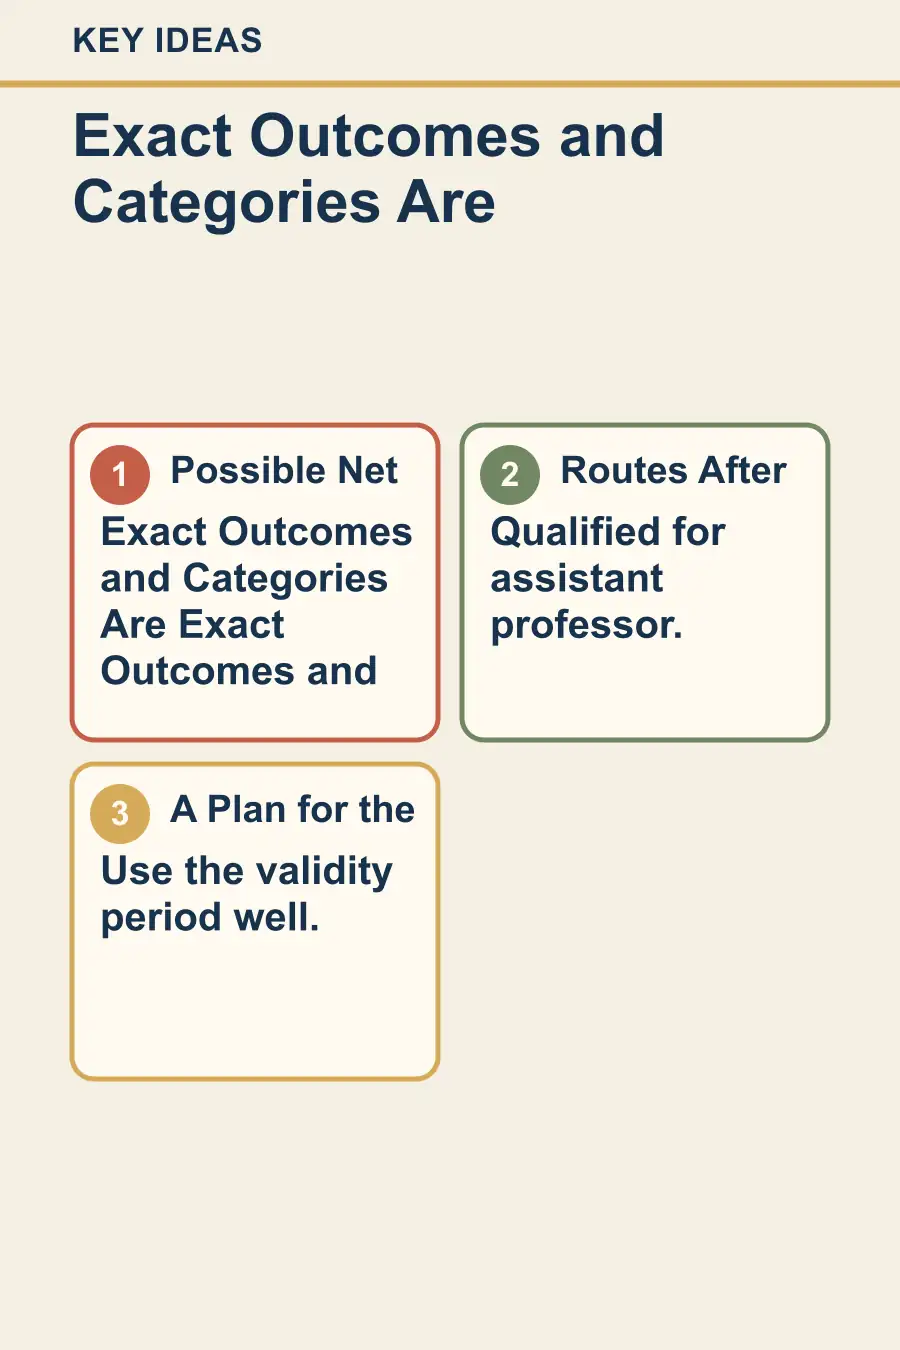 KEY IDEAS
Exact Outcomes and
Categories Are
1 Possible Net
Exact Outcomes
and Categories
Are Exact
Outcomes and
2 Routes After
Qualified for
assistant
professor.
3 A Plan for the
Use the validity
period well.